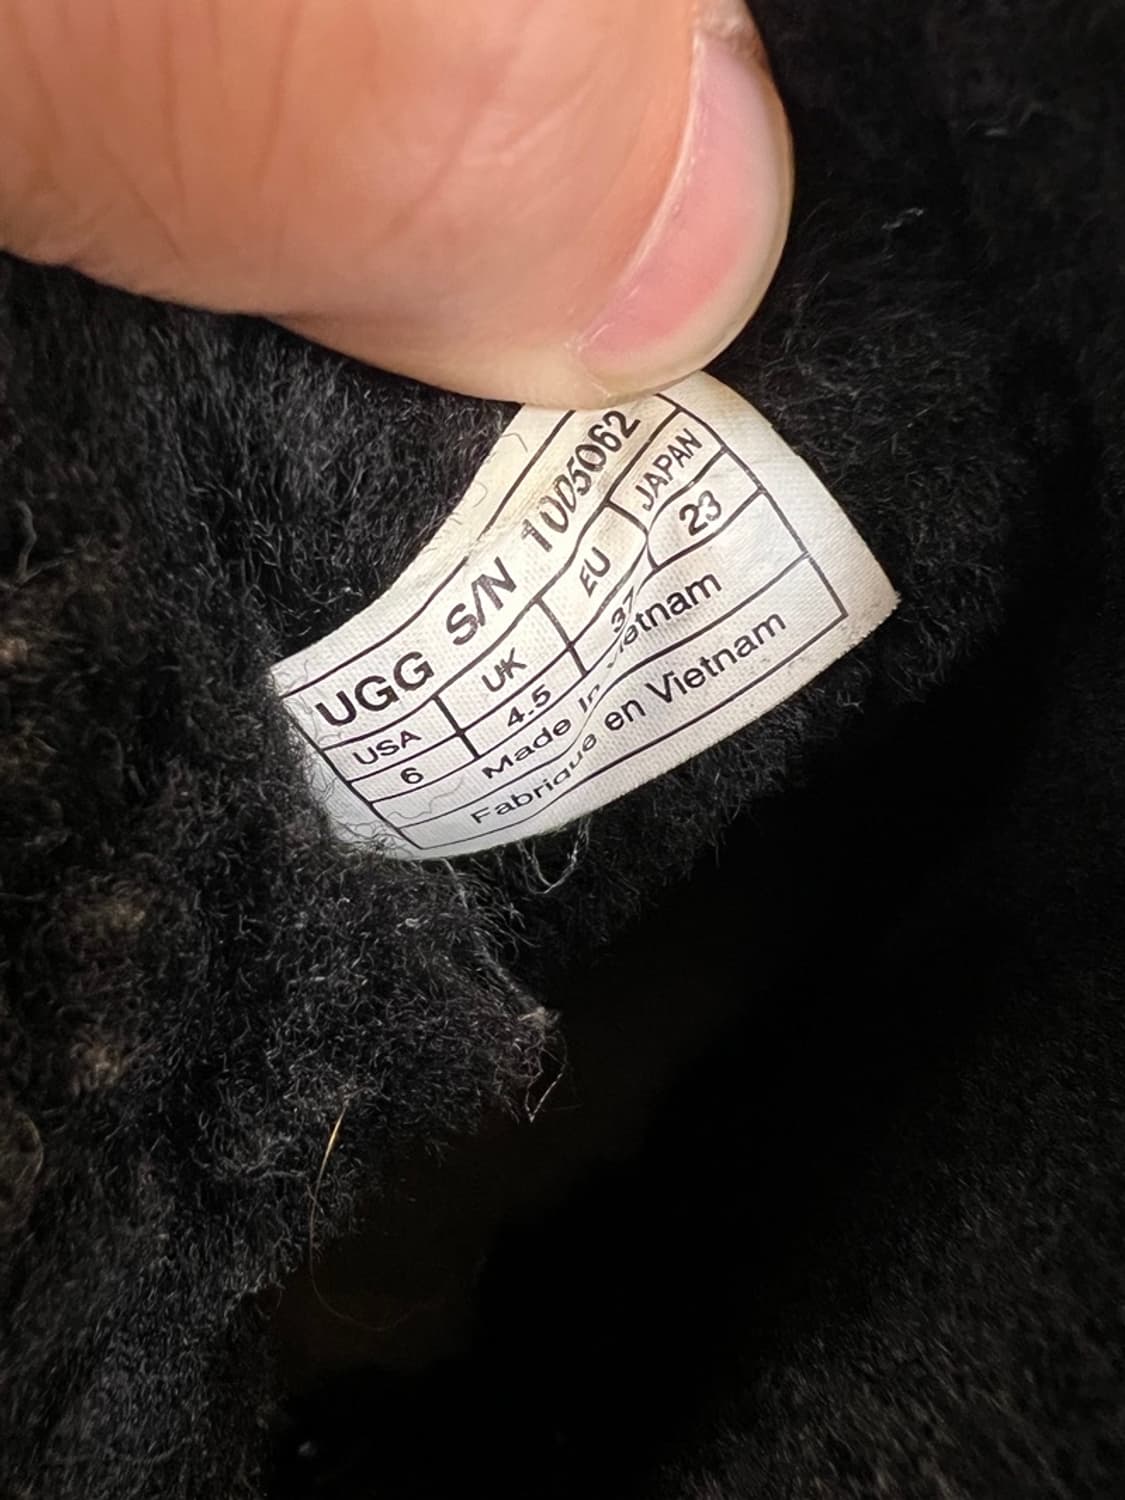 UGG S/N 1005062
USA UK EU JAPAN
6 4.5 37 23
Made In Vietnam
Fabrique en Vietnam